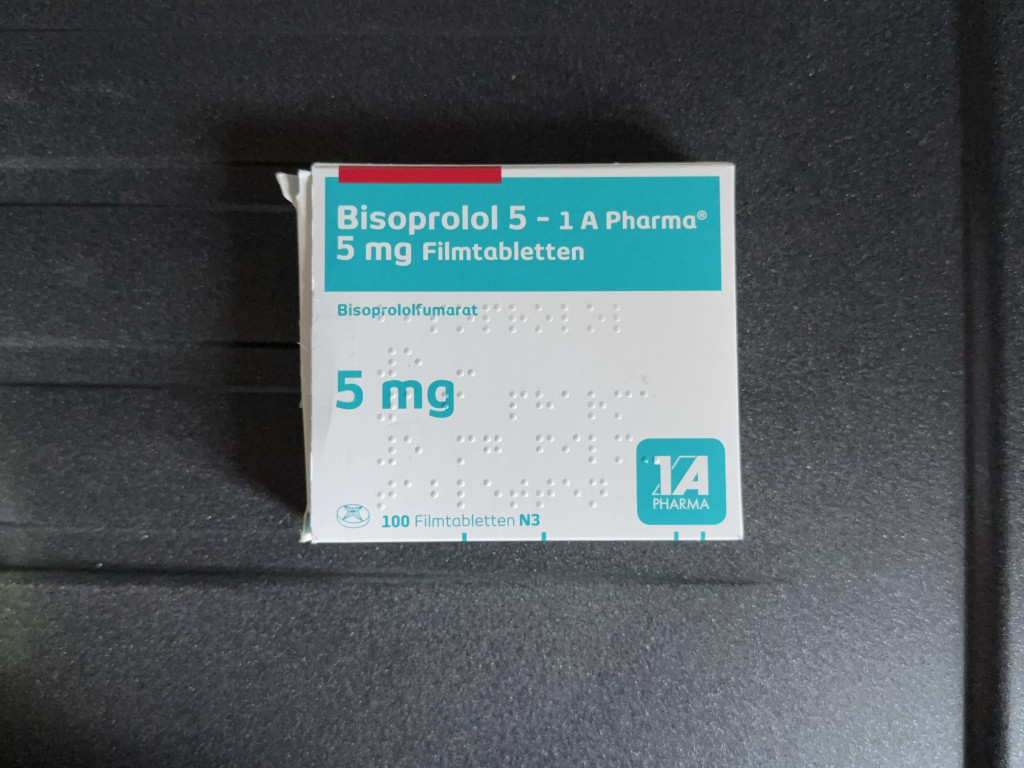 Bisoprolol 5 - 1 A Pharma®
5 mg Filmtabletten
Bisoprololfumarat
5 mg
1A
PHARMA
100 Filmtabletten N3